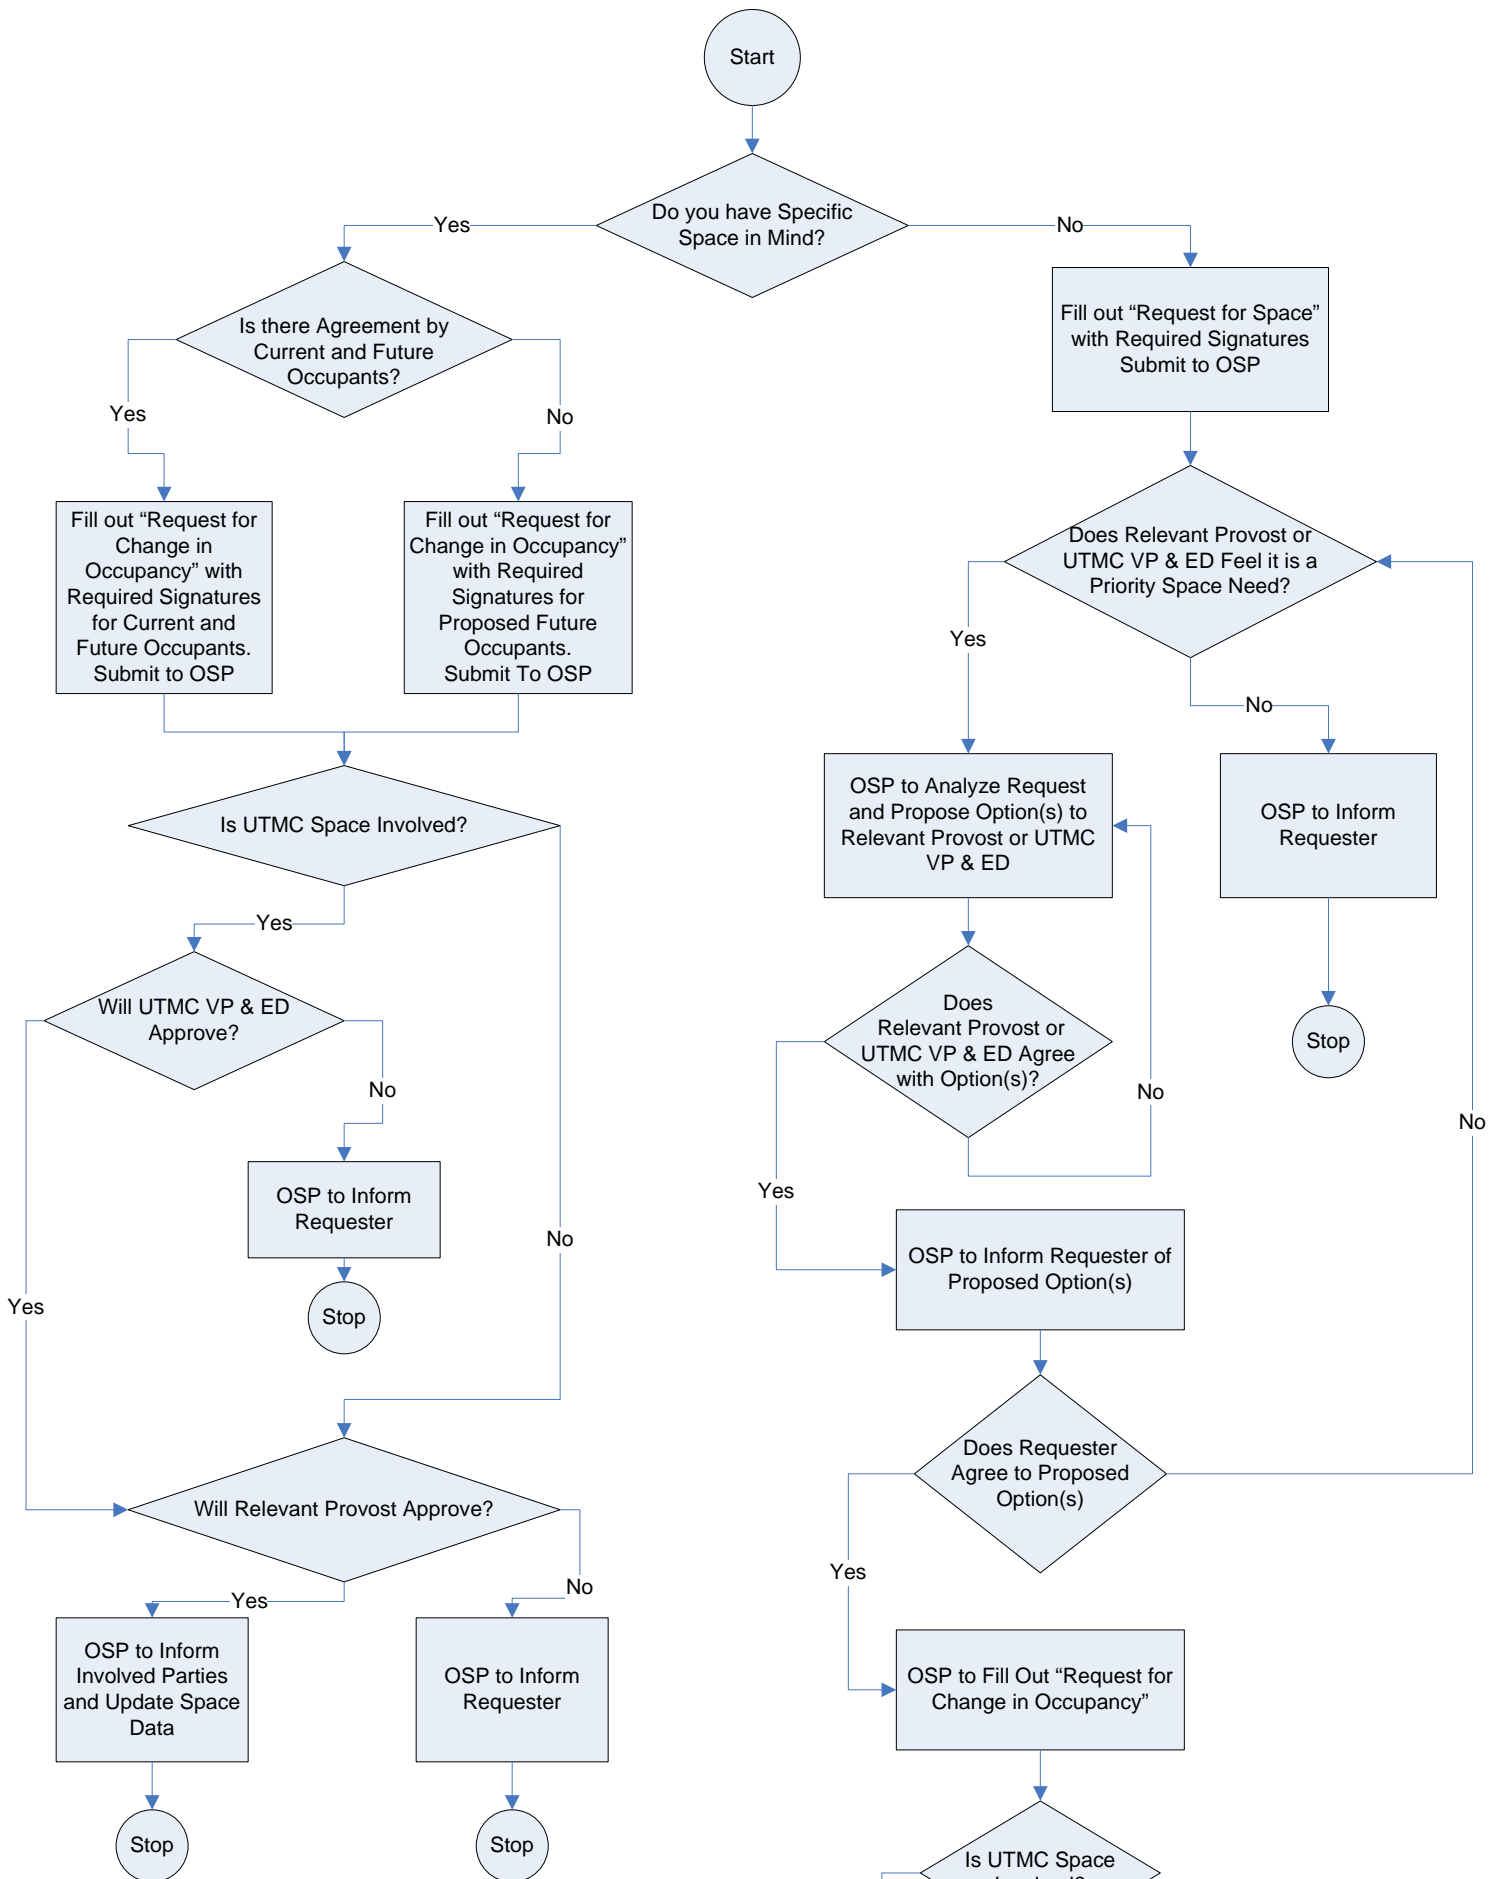 Start
Do you have Specific
Space in Mind?
Yes
No
Is there Agreement by
Current and Future
Occupants?
Yes
No
Fill out “Request for Space”
with Required Signatures
Submit to OSP
Fill out “Request for
Change in
Occupancy” with
Required Signatures
for Current and
Future Occupants.
Submit to OSP
Fill out “Request for
Change in Occupancy”
with Required
Signatures for
Proposed Future
Occupants.
Submit To OSP
Does Relevant Provost or
UTMC VP & ED Feel it is a
Priority Space Need?
Yes
No
Is UTMC Space Involved?
Yes
No
OSP to Analyze Request
and Propose Option(s) to
Relevant Provost or UTMC
VP & ED
OSP to Inform
Requester
Stop
Will UTMC VP & ED
Approve?
No
Yes
OSP to Inform
Requester
Stop
Does
Relevant Provost or
UTMC VP & ED Agree
with Option(s)?
No
Yes
OSP to Inform Requester of
Proposed Option(s)
Does Requester
Agree to Proposed
Option(s)
No
Yes
Will Relevant Provost Approve?
Yes
No
OSP to Inform
Involved Parties
and Update Space
Data
Stop
OSP to Inform
Requester
Stop
OSP to Fill Out “Request for
Change in Occupancy”
Is UTMC Space